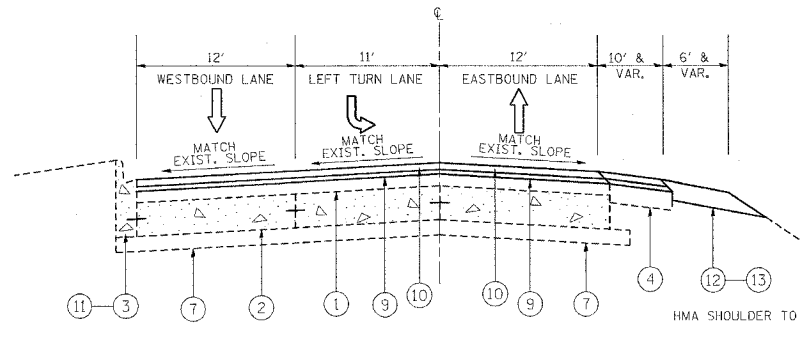 ℄
12' 11' 12' 10' & VAR. 6' & VAR.
WESTBOUND LANE LEFT TURN LANE EASTBOUND LANE
MATCH EXIST. SLOPE MATCH EXIST. SLOPE MATCH EXIST. SLOPE
11 3 7 2 1 9 10 10 9 7 4 12 13
HMA SHOULDER TO